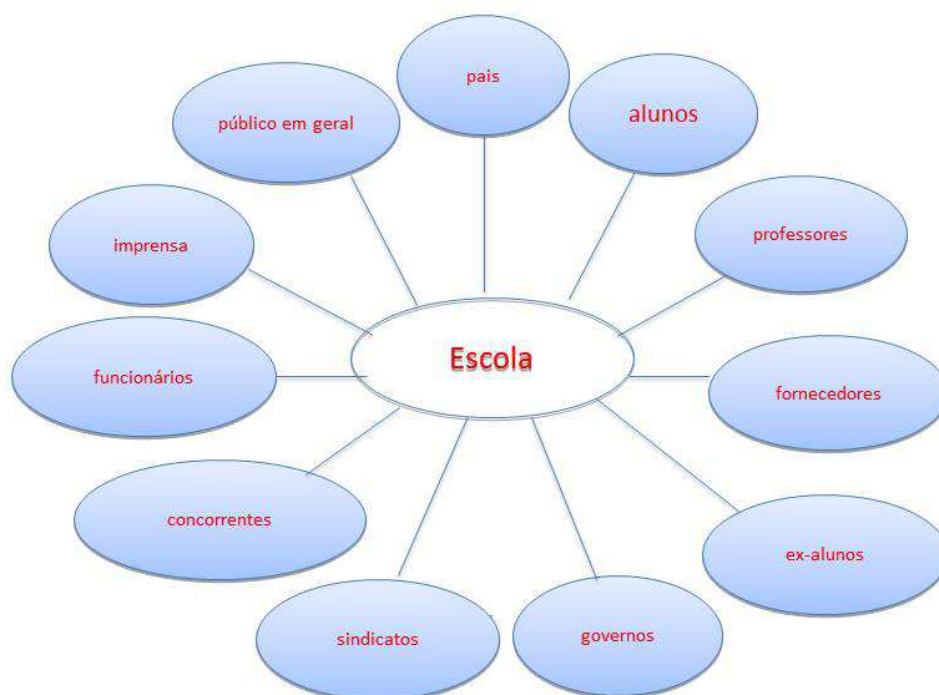 pais
alunos
público em geral
professores
imprensa
Escola
funcionários
fornecedores
concorrentes
ex-alunos
sindicatos
governos